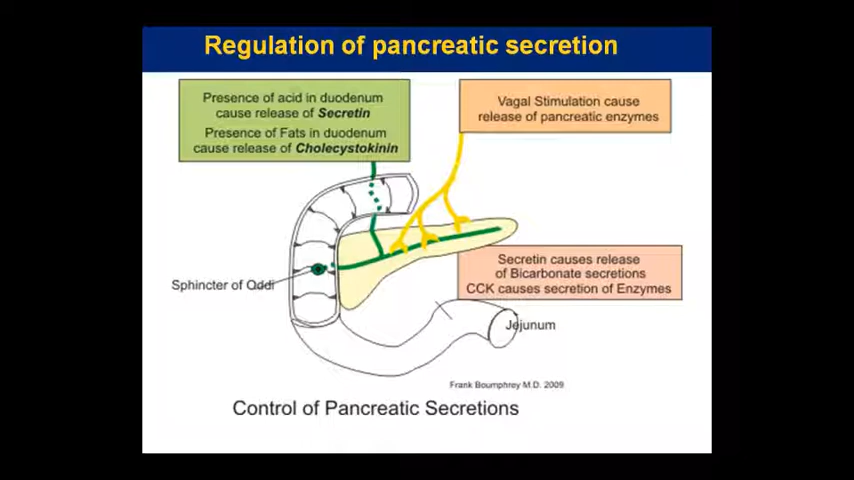 Regulation of pancreatic secretion
Presence of acid in duodenum
cause release of Secretin
Presence of Fats in duodenum
cause release of Cholecystokinin
Vagal Stimulation cause
release of pancreatic enzymes
Secretin causes release
of Bicarbonate secretions
CCK causes secretion of Enzymes
Sphincter of Oddi
Jejunum
Frank Boumphrey M.D. 2009
Control of Pancreatic Secretions